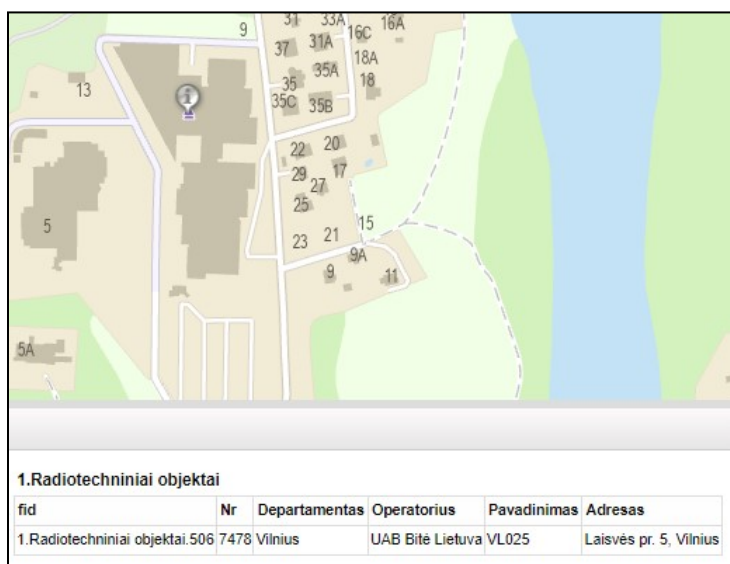 31
33A
16A
9
16C
37
31A
18A
35A
13
35
18
35C
35B
22
20
29
17
27
25
5
15
23
21
9A
9
11
5A
1.Radiotechniniai objektai
fid Nr Departamentas Operatorius Pavadinimas Adresas
1.Radiotechniniai objektai.506 7478 Vilnius UAB Bitė Lietuva VL025 Laisvės pr. 5, Vilnius